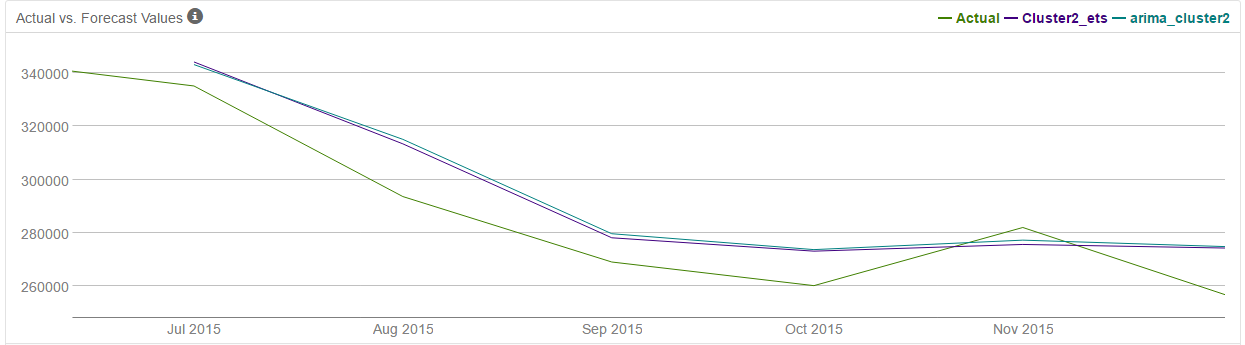 Actual vs. Forecast Values
Actual Cluster2_ets arima_cluster2
340000
320000
300000
280000
260000
Jul 2015 Aug 2015 Sep 2015 Oct 2015 Nov 2015